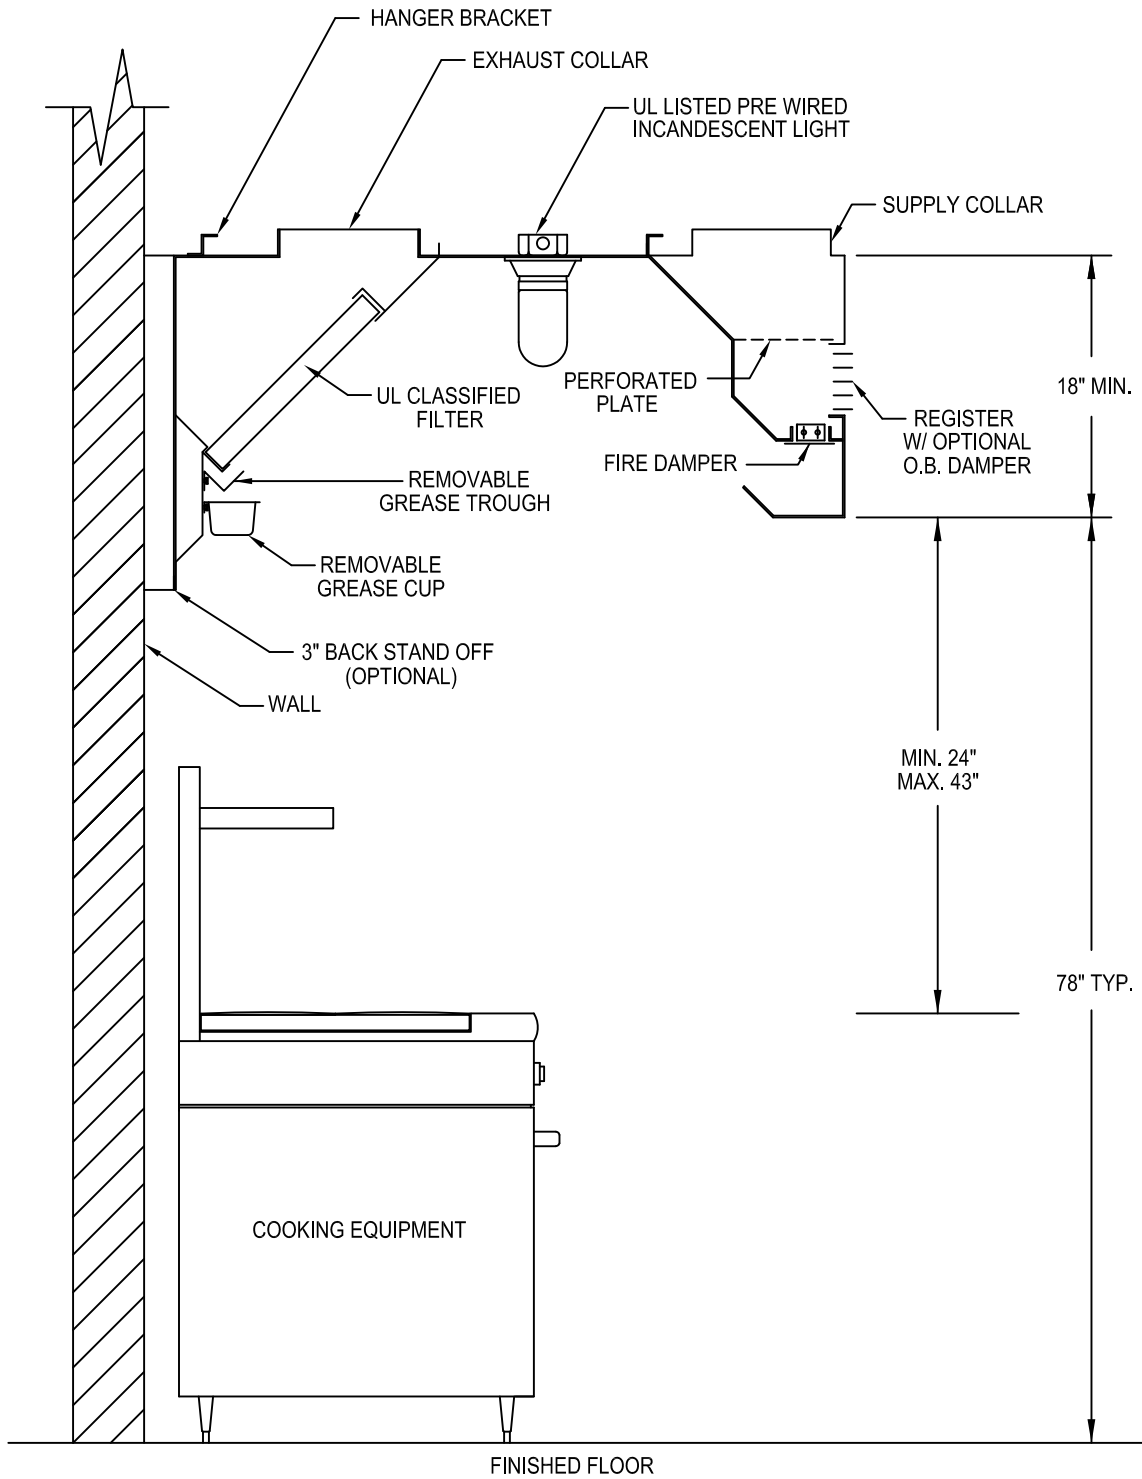 HANGER BRACKET
EXHAUST COLLAR
UL LISTED PRE WIRED
INCANDESCENT LIGHT
SUPPLY COLLAR
18" MIN.
PERFORATED
PLATE
UL CLASSIFIED
FILTER
REGISTER
W/ OPTIONAL
O.B. DAMPER
FIRE DAMPER
REMOVABLE
GREASE TROUGH
REMOVABLE
GREASE CUP
3" BACK STAND OFF
(OPTIONAL)
WALL
MIN. 24"
MAX. 43"
78" TYP.
COOKING EQUIPMENT
FINISHED FLOOR